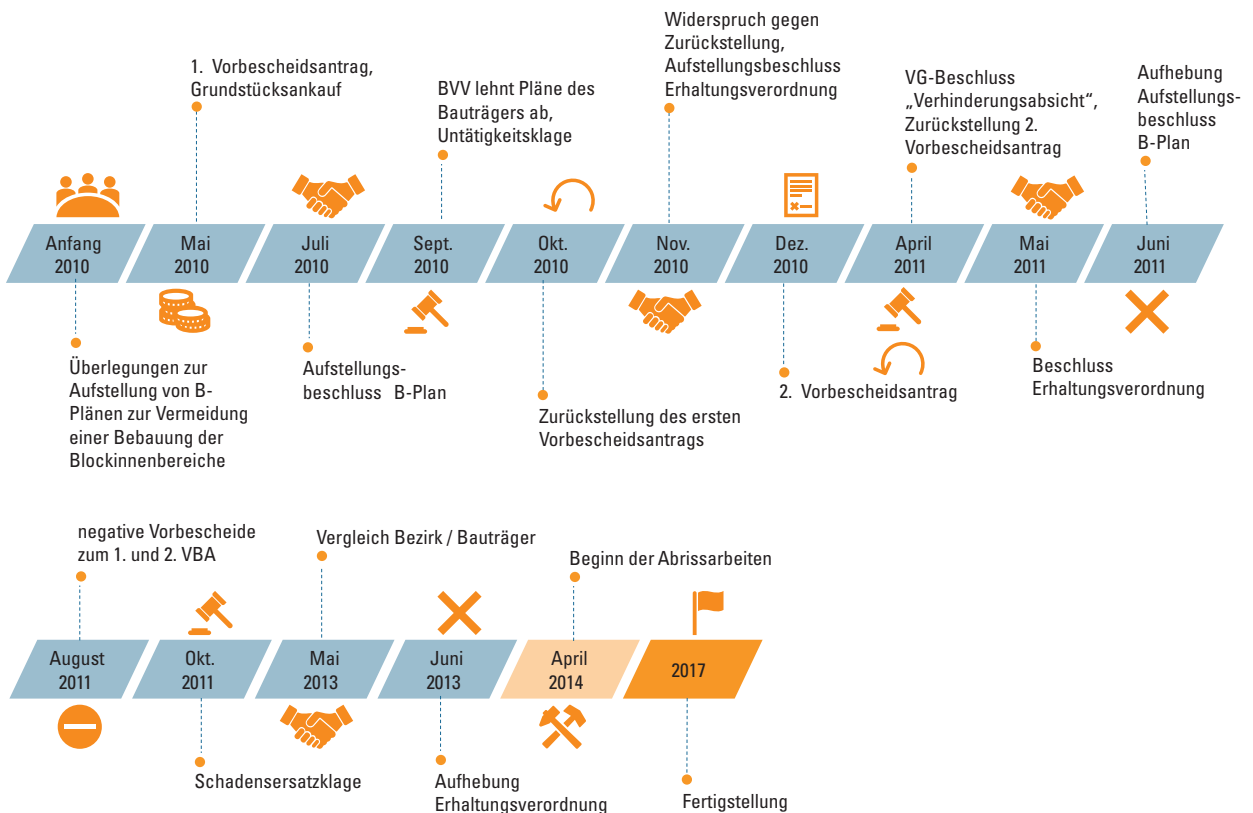 1. Vorbescheidsantrag,
Grundstücksankauf
BVV lehnt Pläne des
Bauträgers ab,
Untätigkeitsklage
Widerspruch gegen
Zurückstellung,
Aufstellungsbeschluss
Erhaltungsverordnung
VG-Beschluss
„Verhinderungsabsicht“,
Zurückstellung 2.
Vorbescheidsantrag
Aufhebung
Aufstellungs-
beschluss
B-Plan
Anfang
2010
Mai
2010
Juli
2010
Sept.
2010
Okt.
2010
Nov.
2010
Dez.
2010
April
2011
Mai
2011
Juni
2011
Überlegungen zur
Aufstellung von B-
Plänen zur Vermeidung
einer Bebauung der
Blockinnenbereiche
Aufstellungs-
beschluss B-Plan
Zurückstellung des ersten
Vorbescheidsantrags
2. Vorbescheidsantrag
Beschluss
Erhaltungsverordnung
negative Vorbescheide
zum 1. und 2. VBA
Vergleich Bezirk / Bauträger
Beginn der Abrissarbeiten
August
2011
Okt.
2011
Mai
2013
Juni
2013
April
2014
2017
Schadensersatzklage
Aufhebung
Erhaltungsverordnung
Fertigstellung